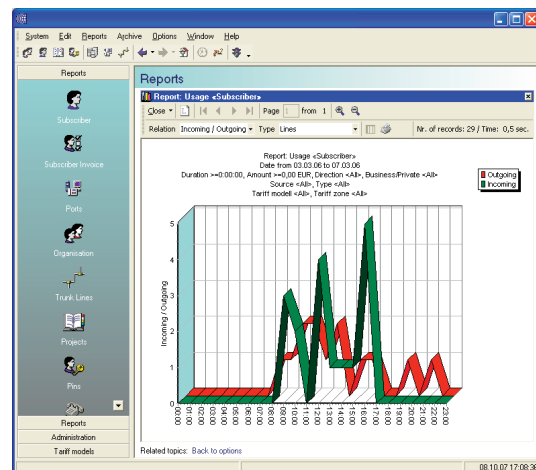 System Edit Reports Archive Options Window Help
Reports
Subscriber
Subscriber Invoice
Ports
Organisation
Trunk Lines
Projects
Pins
Reports
Administration
Tariff models
Reports
Report: Usage «Subscriber»
Close Page 1 from 1
Relation Incoming / Outgoing Type Lines Nr. of records: 29 / Time: 0,5 sec.
Report: Usage <Subscriber>
Date from 03.03.06 to 07.03.06
Duration >=0:00:00, Amount >=0,00 EUR, Direction <All>, Business/Private <All>
Source <All>, Type <All>
Tariff modell <All>, Tariff zone <All>
Outgoing
Incoming
Incoming / Outgoing
5
4
3
2
1
0
00:00
01:00
02:00
03:00
04:00
05:00
06:00
07:00
08:00
09:00
10:00
11:00
12:00
13:00
14:00
15:00
16:00
17:00
18:00
19:00
20:00
21:00
22:00
23:00
Related topics: Back to options
08.10.07 17:08:38